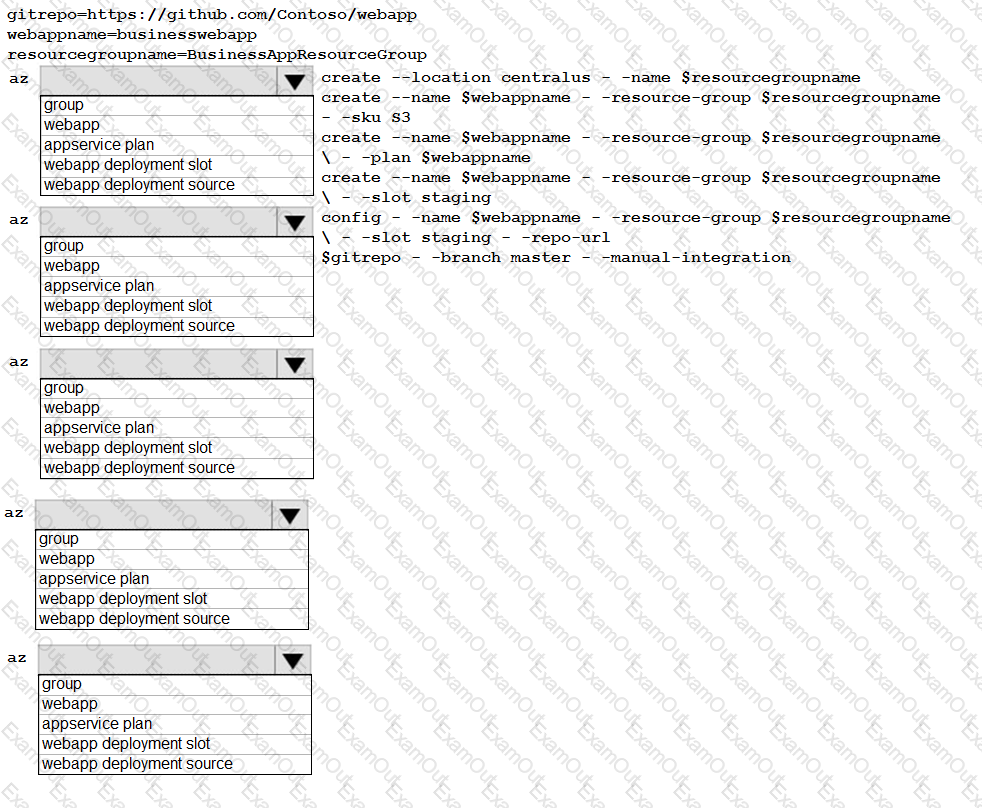 gitrepo=https://github.com/Contoso/webapp
webappname=businesswebapp
resourcegroupname=BusinessAppResourceGroup
az
group
webapp
appservice plan
webapp deployment slot
webapp deployment source
create --location centralus - -name $resourcegroupname
create --name $webappname - -resource-group $resourcegroupname
- -sku S3
create --name $webappname - -resource-group $resourcegroupname
\ - -plan $webappname
create --name $webappname - -resource-group $resourcegroupname
\ - -slot staging
config - -name $webappname - -resource-group $resourcegroupname
\ - -slot staging - -repo-url
$gitrepo - -branch master - -manual-integration
az
group
webapp
appservice plan
webapp deployment slot
webapp deployment source
az
group
webapp
appservice plan
webapp deployment slot
webapp deployment source
az
group
webapp
appservice plan
webapp deployment slot
webapp deployment source
az
group
webapp
appservice plan
webapp deployment slot
webapp deployment source